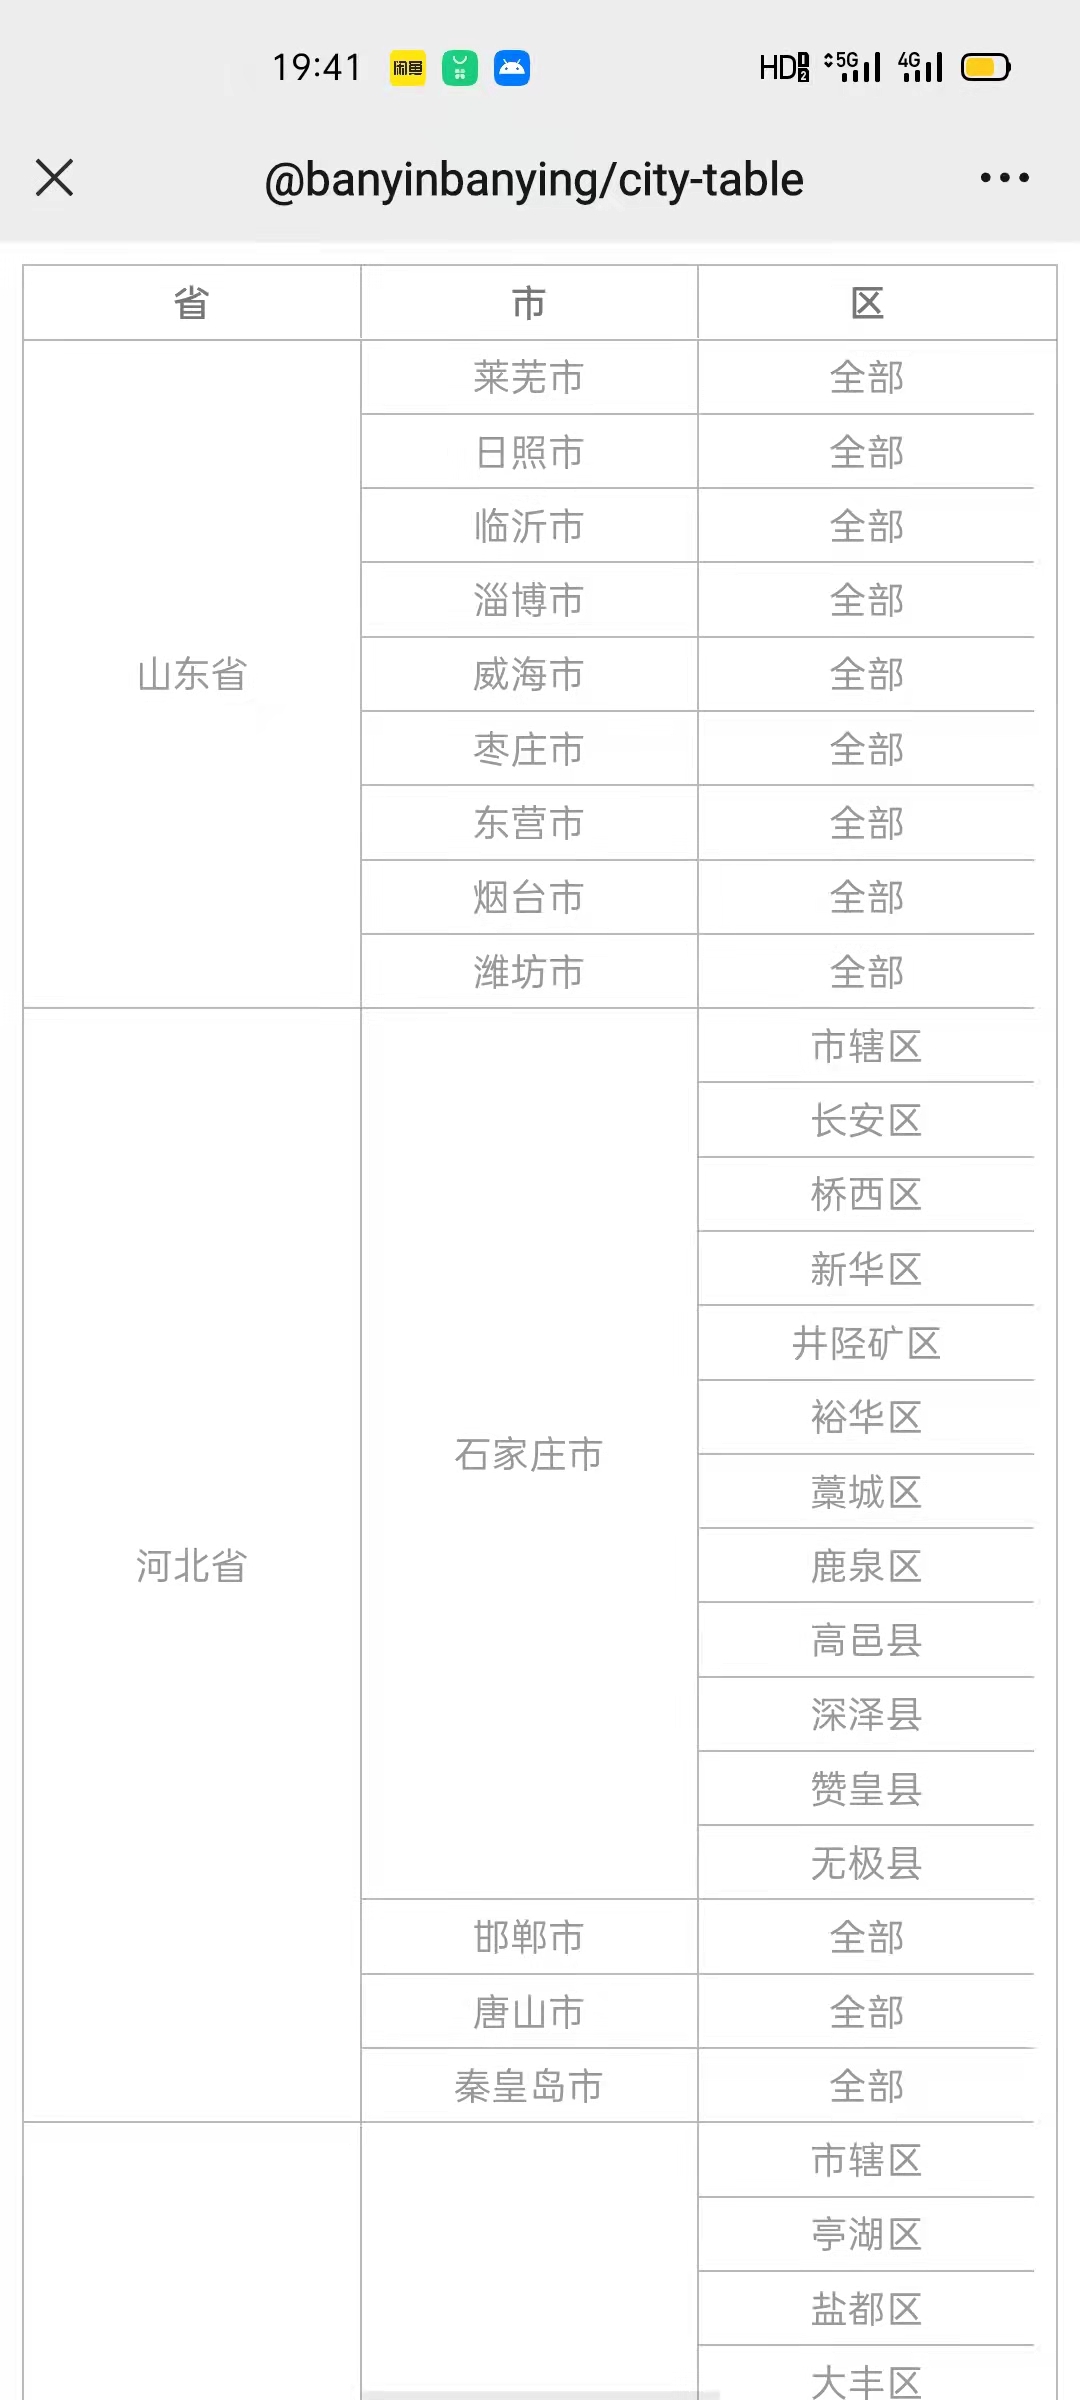 19:41 闲鱼 HD 1 2 5G 4G
@banyinbanying/city-table
省 市 区
山东省
莱芜市 全部
日照市 全部
临沂市 全部
淄博市 全部
威海市 全部
枣庄市 全部
东营市 全部
烟台市 全部
潍坊市 全部
河北省
石家庄市
市辖区
长安区
桥西区
新华区
井陉矿区
裕华区
藁城区
鹿泉区
高邑县
深泽县
赞皇县
无极县
邯郸市 全部
唐山市 全部
秦皇岛市 全部
市辖区
亭湖区
盐都区
大丰区